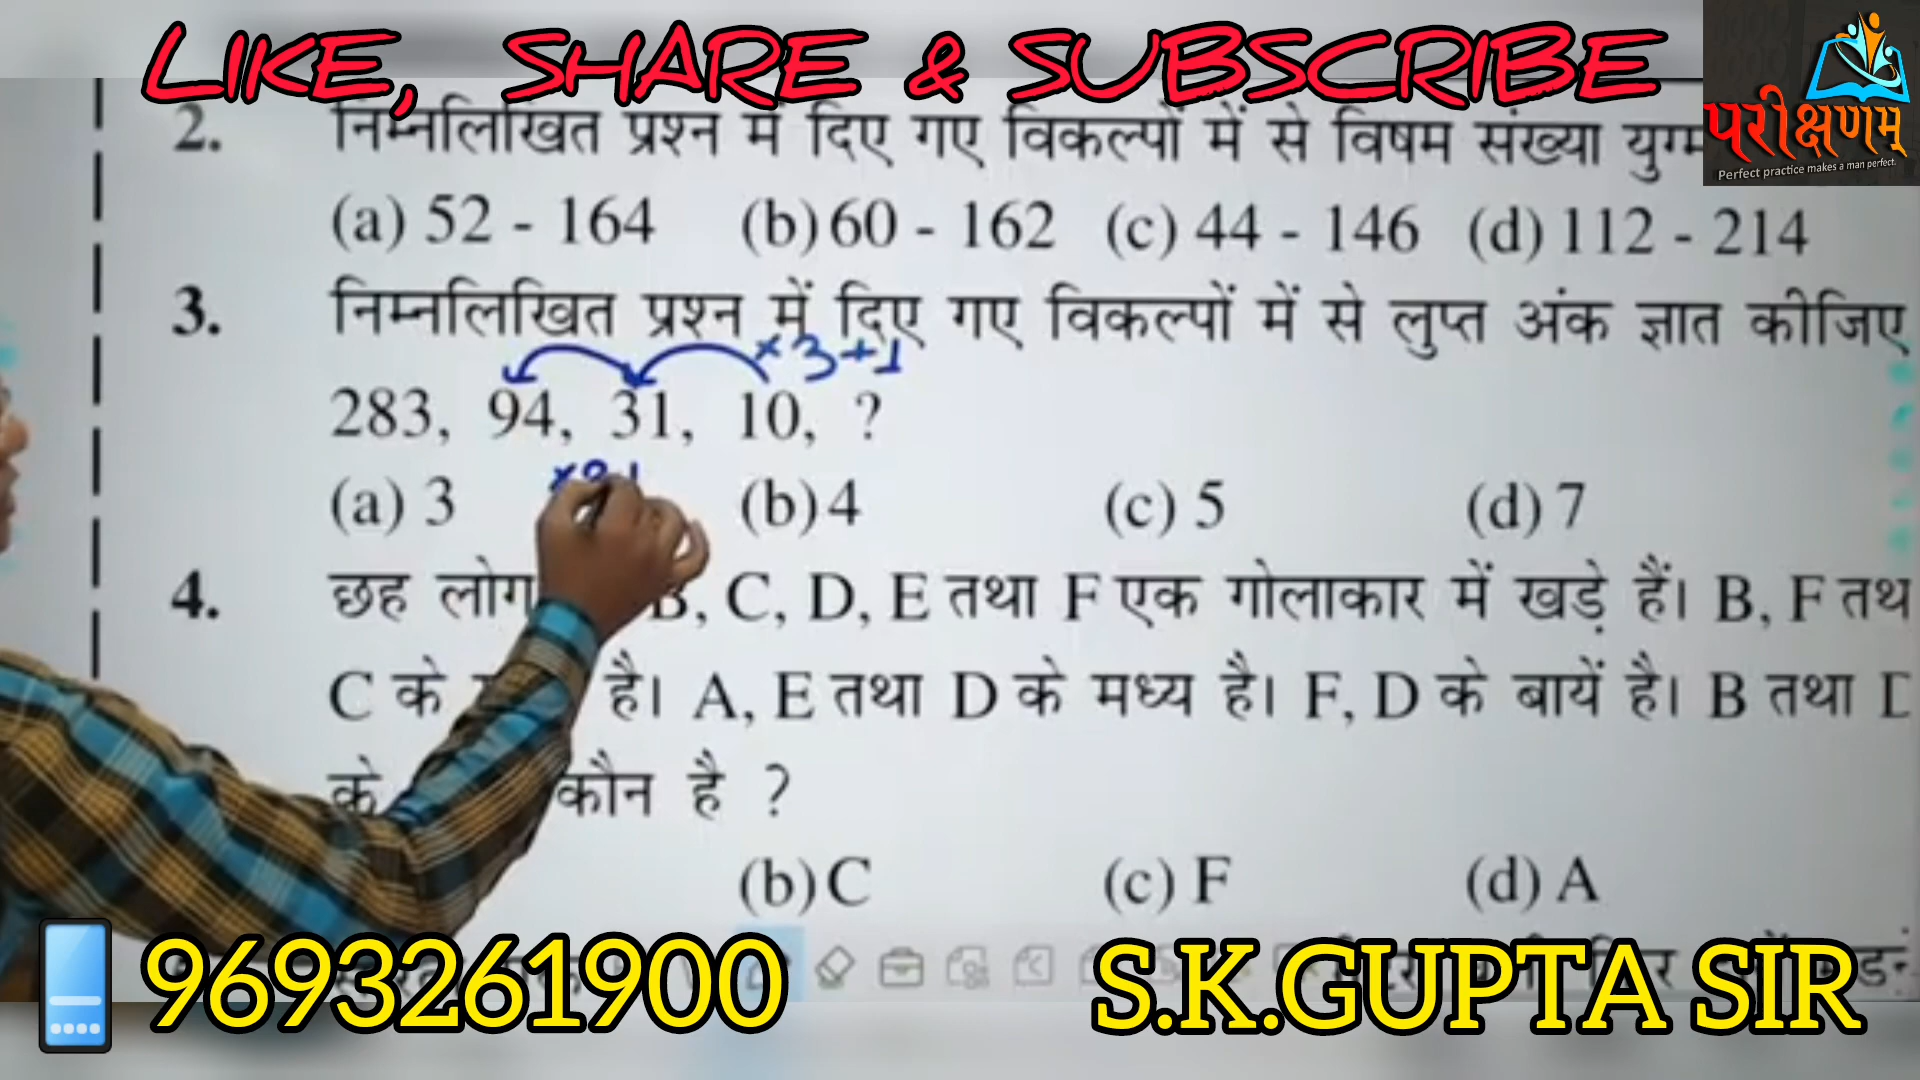 LIKE, SHARE & SUBSCRIBE
परीक्षणम्
Perfect practice makes a man perfect.
2. निम्नलिखित प्रश्न में दिए गए विकल्पों में से विषम संख्या युग्म
(a) 52 - 164 (b) 60 - 162 (c) 44 - 146 (d) 112 - 214
3. निम्नलिखित प्रश्न में दिए गए विकल्पों में से लुप्त अंक ज्ञात कीजिए
×3+1
283, 94, 31, 10, ?
(a) 3 (b) 4 (c) 5 (d) 7
4. छह लोग B, C, D, E तथा F एक गोलाकार में खड़े हैं। B, F तथ
C के है। A, E तथा D के मध्य है। F, D के बायें है। B तथा D
के कौन है ?
(b) C (c) F (d) A
9693261900 S.K.GUPTA SIR